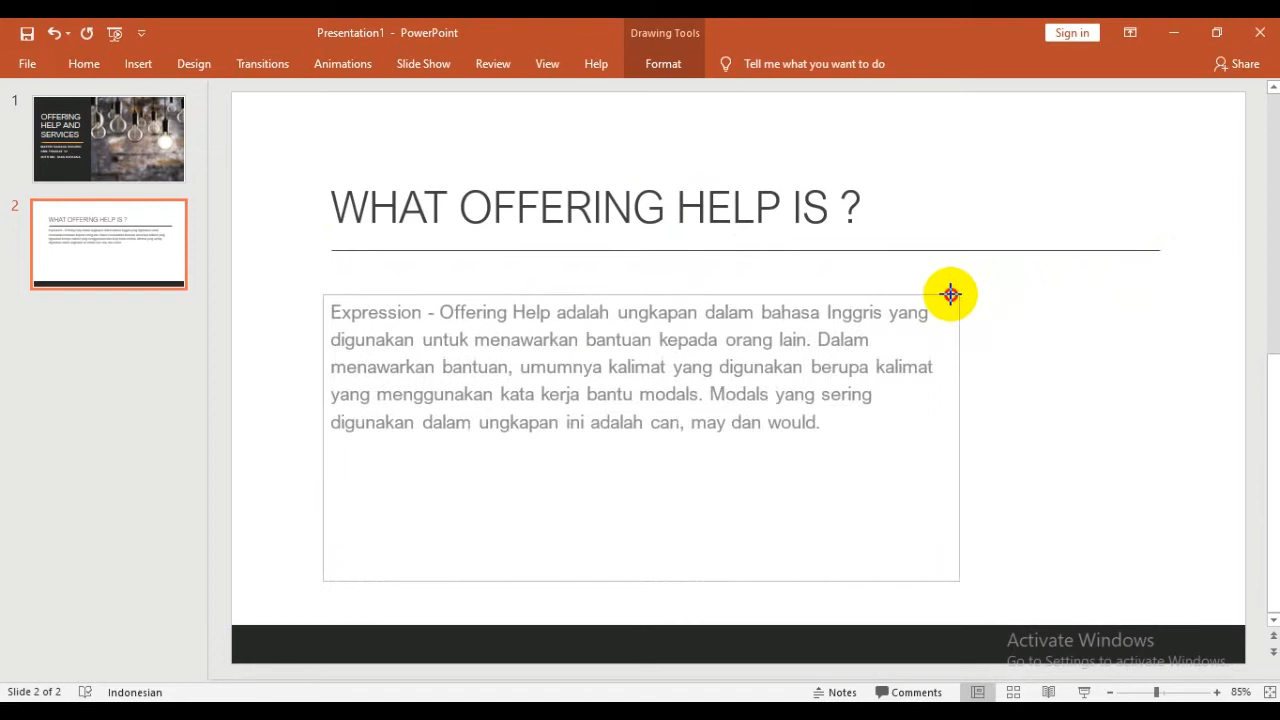 Presentation1 - PowerPoint
Drawing Tools
Sign in
File
Home
Insert
Design
Transitions
Animations
Slide Show
Review
View
Help
Format
Tell me what you want to do
Share
1
OFFERING
HELP AND
SERVICES
2
WHAT OFFERING HELP IS ?
WHAT OFFERING HELP IS ?
Expression - Offering Help adalah ungkapan dalam bahasa Inggris yang
digunakan untuk menawarkan bantuan kepada orang lain. Dalam
menawarkan bantuan, umumnya kalimat yang digunakan berupa kalimat
yang menggunakan kata kerja bantu modals. Modals yang sering
digunakan dalam ungkapan ini adalah can, may dan would.
Activate Windows
Go to Settings to activate Windows.
Slide 2 of 2
Indonesian
Notes
Comments
85%